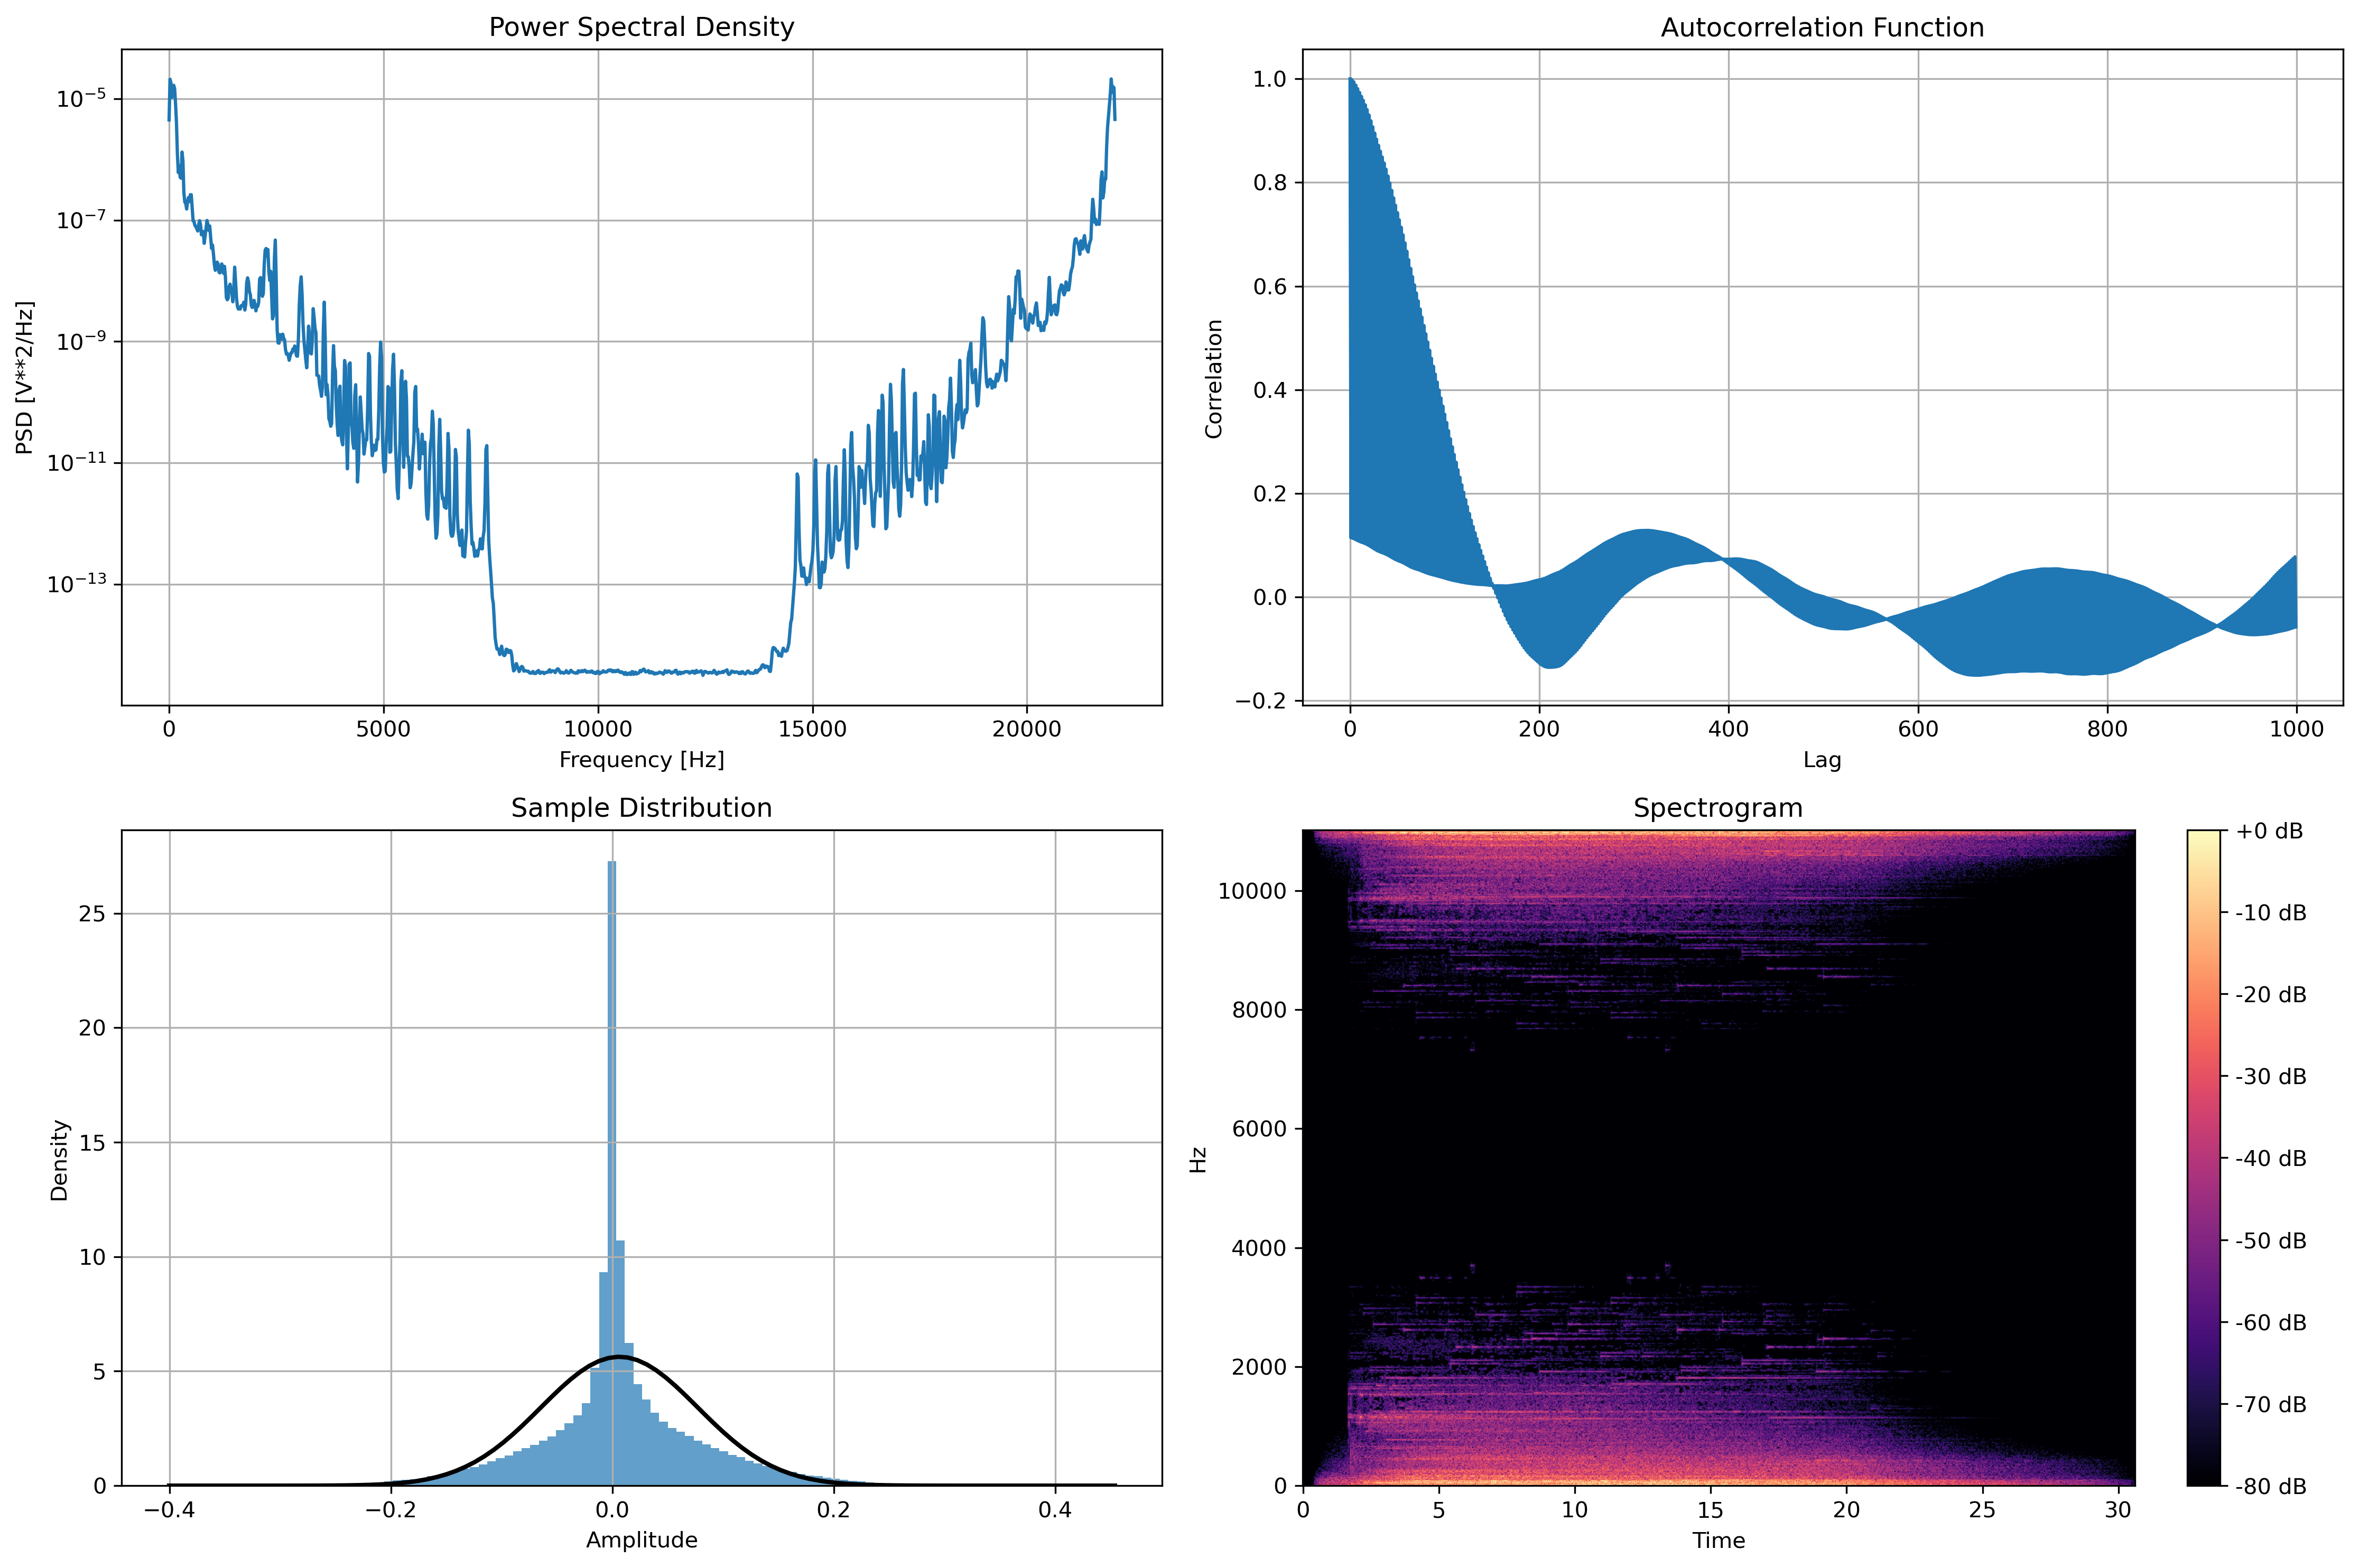 Power Spectral Density
10⁻⁵
10⁻⁷
10⁻⁹
10⁻¹¹
10⁻¹³
PSD [V**2/Hz]
0 5000 10000 15000 20000
Frequency [Hz]
Autocorrelation Function
1.0
0.8
0.6
0.4
0.2
0.0
−0.2
Correlation
0 200 400 600 800 1000
Lag
Sample Distribution
25
20
15
10
5
0
Density
−0.4 −0.2 0.0 0.2 0.4
Amplitude
Spectrogram
10000
8000
6000
4000
2000
0
Hz
0 5 10 15 20 25 30
Time
+0 dB
-10 dB
-20 dB
-30 dB
-40 dB
-50 dB
-60 dB
-70 dB
-80 dB